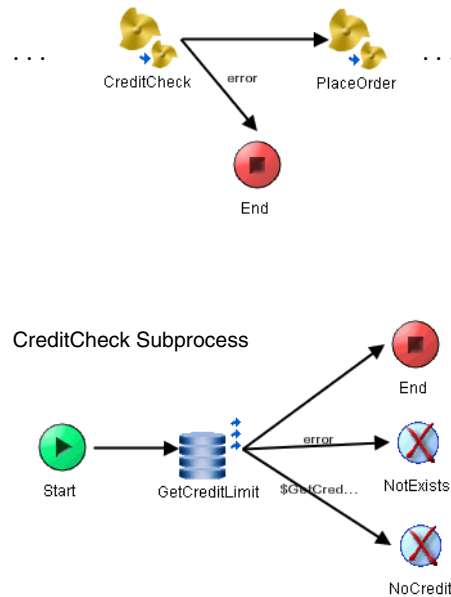 . . .
. . .
CreditCheck
error
PlaceOrder
End
CreditCheck Subprocess
End
error
Start
GetCreditLimit
$GetCred...
NotExists
NoCredit